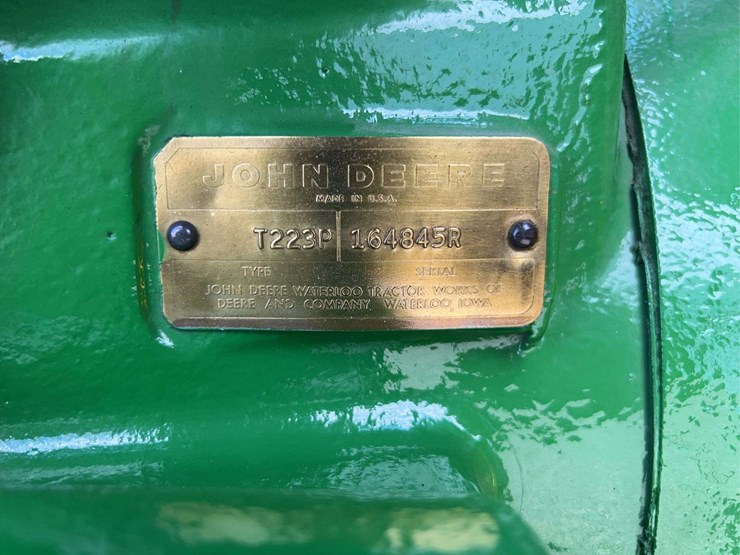 JOHN DEERE
MADE IN U.S.A.
T223P 164845R
TYPE SERIAL
JOHN DEERE WATERLOO TRACTOR WORKS OF
DEERE AND COMPANY, WATERLOO, IOWA